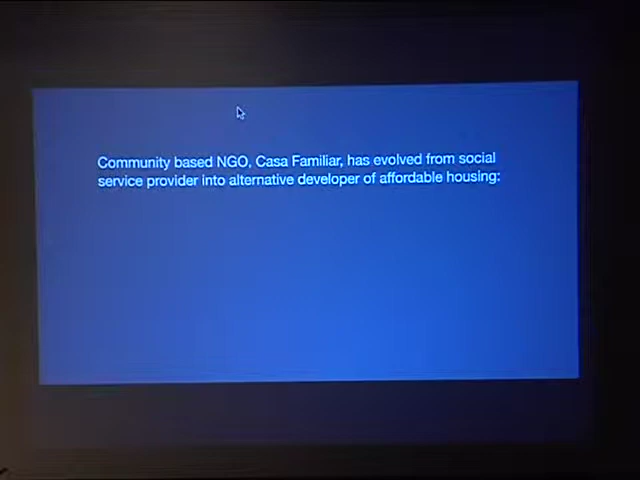 Community based NGO, Casa Familiar, has evolved from social
service provider into alternative developer of affordable housing: